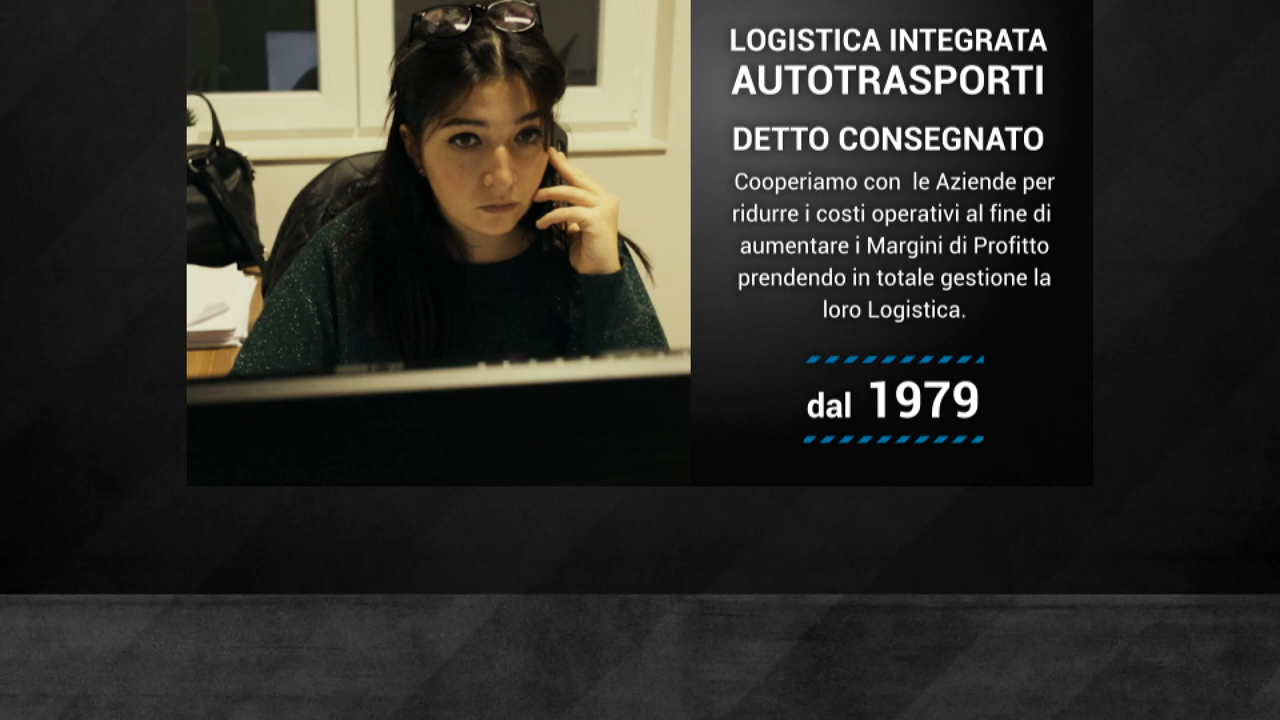 LOGISTICA INTEGRATA
AUTOTRASPORTI
DETTO CONSEGNATO
Cooperiamo con  le Aziende per
ridurre i costi operativi al fine di
aumentare i Margini di Profitto
prendendo in totale gestione la
loro Logistica.
dal 1979